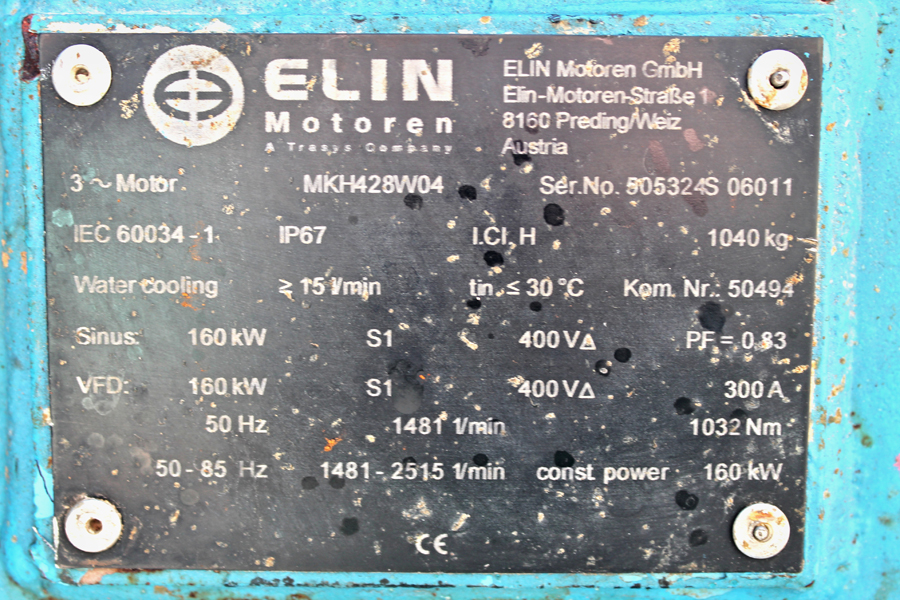 ELIN
Motoren
A Trasys Company
ELIN Motoren GmbH
Elin-Motoren-Straße 1
8160 Preding/Weiz
Austria
3 ~ Motor MKH428W04 Ser.No. 505324S 06011
IEC 60034-1 IP67 I.Cl. H 1040 kg
Water cooling ≥ 15 l/min tin. ≤ 30 °C Kom. Nr.: 50494
Sinus: 160 kW S1 400 V∆ PF = 0,83
VFD: 160 kW S1 400 V∆ 300 A
50 Hz 1481 1/min 1032 Nm
50 - 85 Hz 1481 - 2515 1/min const. power 160 kW
CE